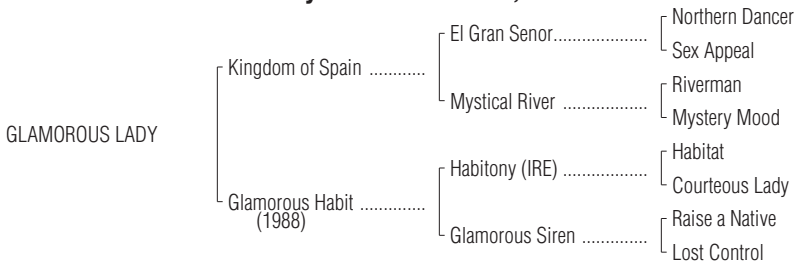 Northern Dancer
El Gran Senor....................
Sex Appeal
Kingdom of Spain ............
Riverman
Mystical River ..................
Mystery Mood
GLAMOROUS LADY
Habitat
Habitony (IRE) ..................
Courteous Lady
Glamorous Habit ..............
(1988)
Raise a Native
Glamorous Siren ..............
Lost Control